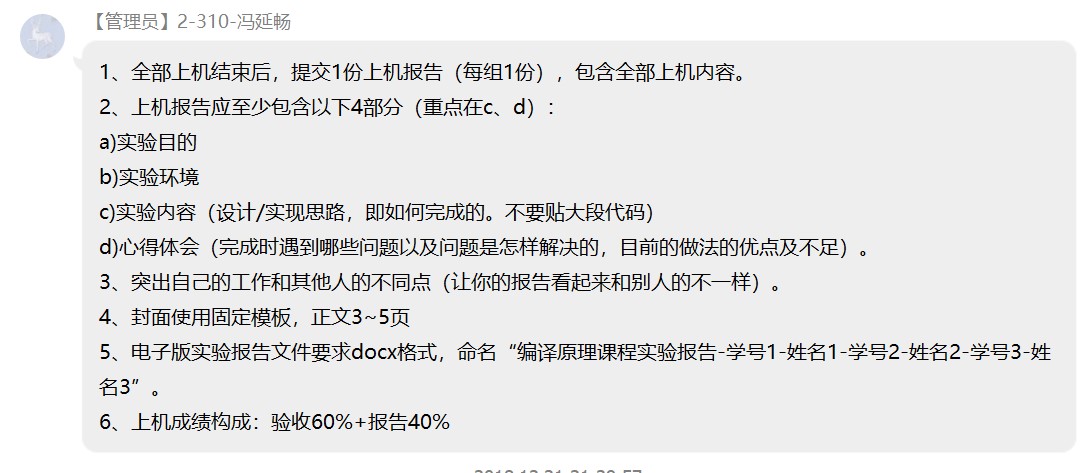 【管理员】2-310-冯延畅
1、全部上机结束后，提交1份上机报告（每组1份），包含全部上机内容。
2、上机报告应至少包含以下4部分（重点在c、d）：
a)实验目的
b)实验环境
c)实验内容（设计/实现思路，即如何完成的。不要贴大段代码）
d)心得体会（完成时遇到哪些问题以及问题是怎样解决的，目前的做法的优点及不足）。
3、突出自己的工作和其他人的不同点（让你的报告看起来和别人的不一样）。
4、封面使用固定模板，正文3~5页
5、电子版实验报告文件要求docx格式，命名“编译原理课程实验报告-学号1-姓名1-学号2-姓名2-学号3-姓
名3”。
6、上机成绩构成：验收60%+报告40%